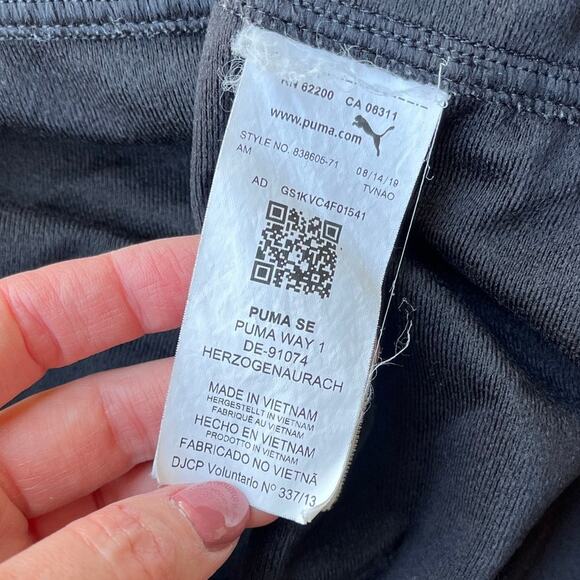 RN 62200 CA 08311
www.puma.com
STYLE NO. 838605-71 08/14/19
AM TVNAO
AD GS1KVC4F01541
PUMA SE
PUMA WAY 1
DE-91074
HERZOGENAURACH
MADE IN VIETNAM
HERGESTELLT IN VIETNAM
FABRIQUÉ AU VIETNAM
HECHO EN VIETNAM
PRODOTTO IN VIETNAM
FABRICADO NO VIETNÃ
DJCP Voluntario Nº 337/13